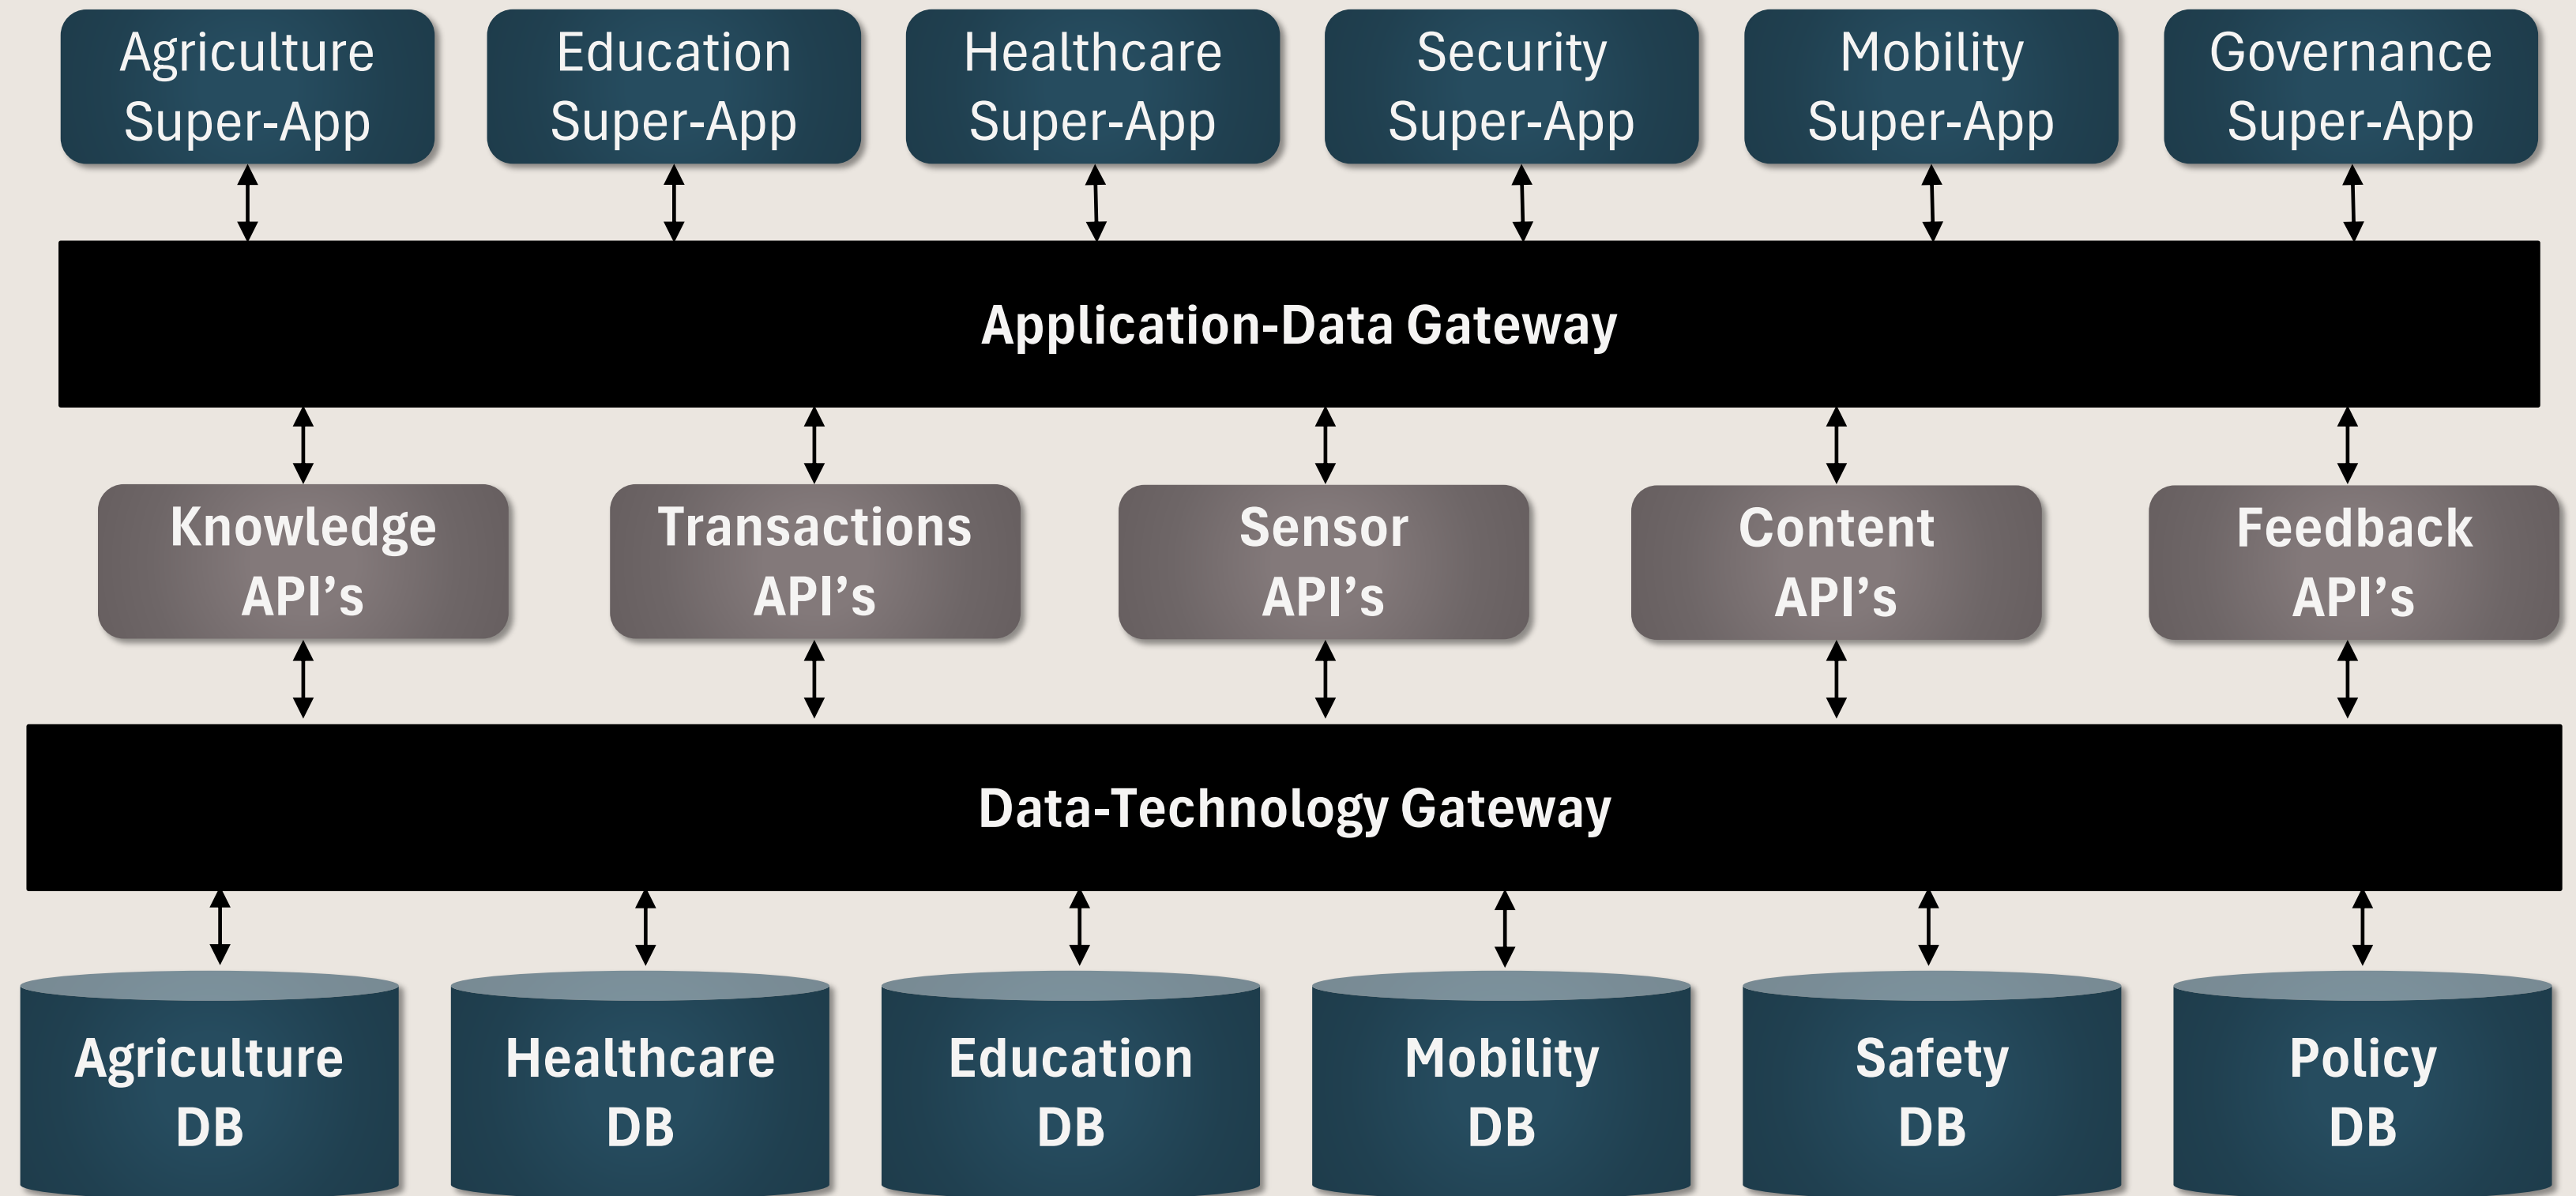 Agriculture
Super-App
Education
Super-App
Healthcare
Super-App
Security
Super-App
Mobility
Super-App
Governance
Super-App
Application-Data Gateway
Knowledge
API’s
Transactions
API’s
Sensor
API’s
Content
API’s
Feedback
API’s
Data-Technology Gateway
Agriculture
DB
Healthcare
DB
Education
DB
Mobility
DB
Safety
DB
Policy
DB